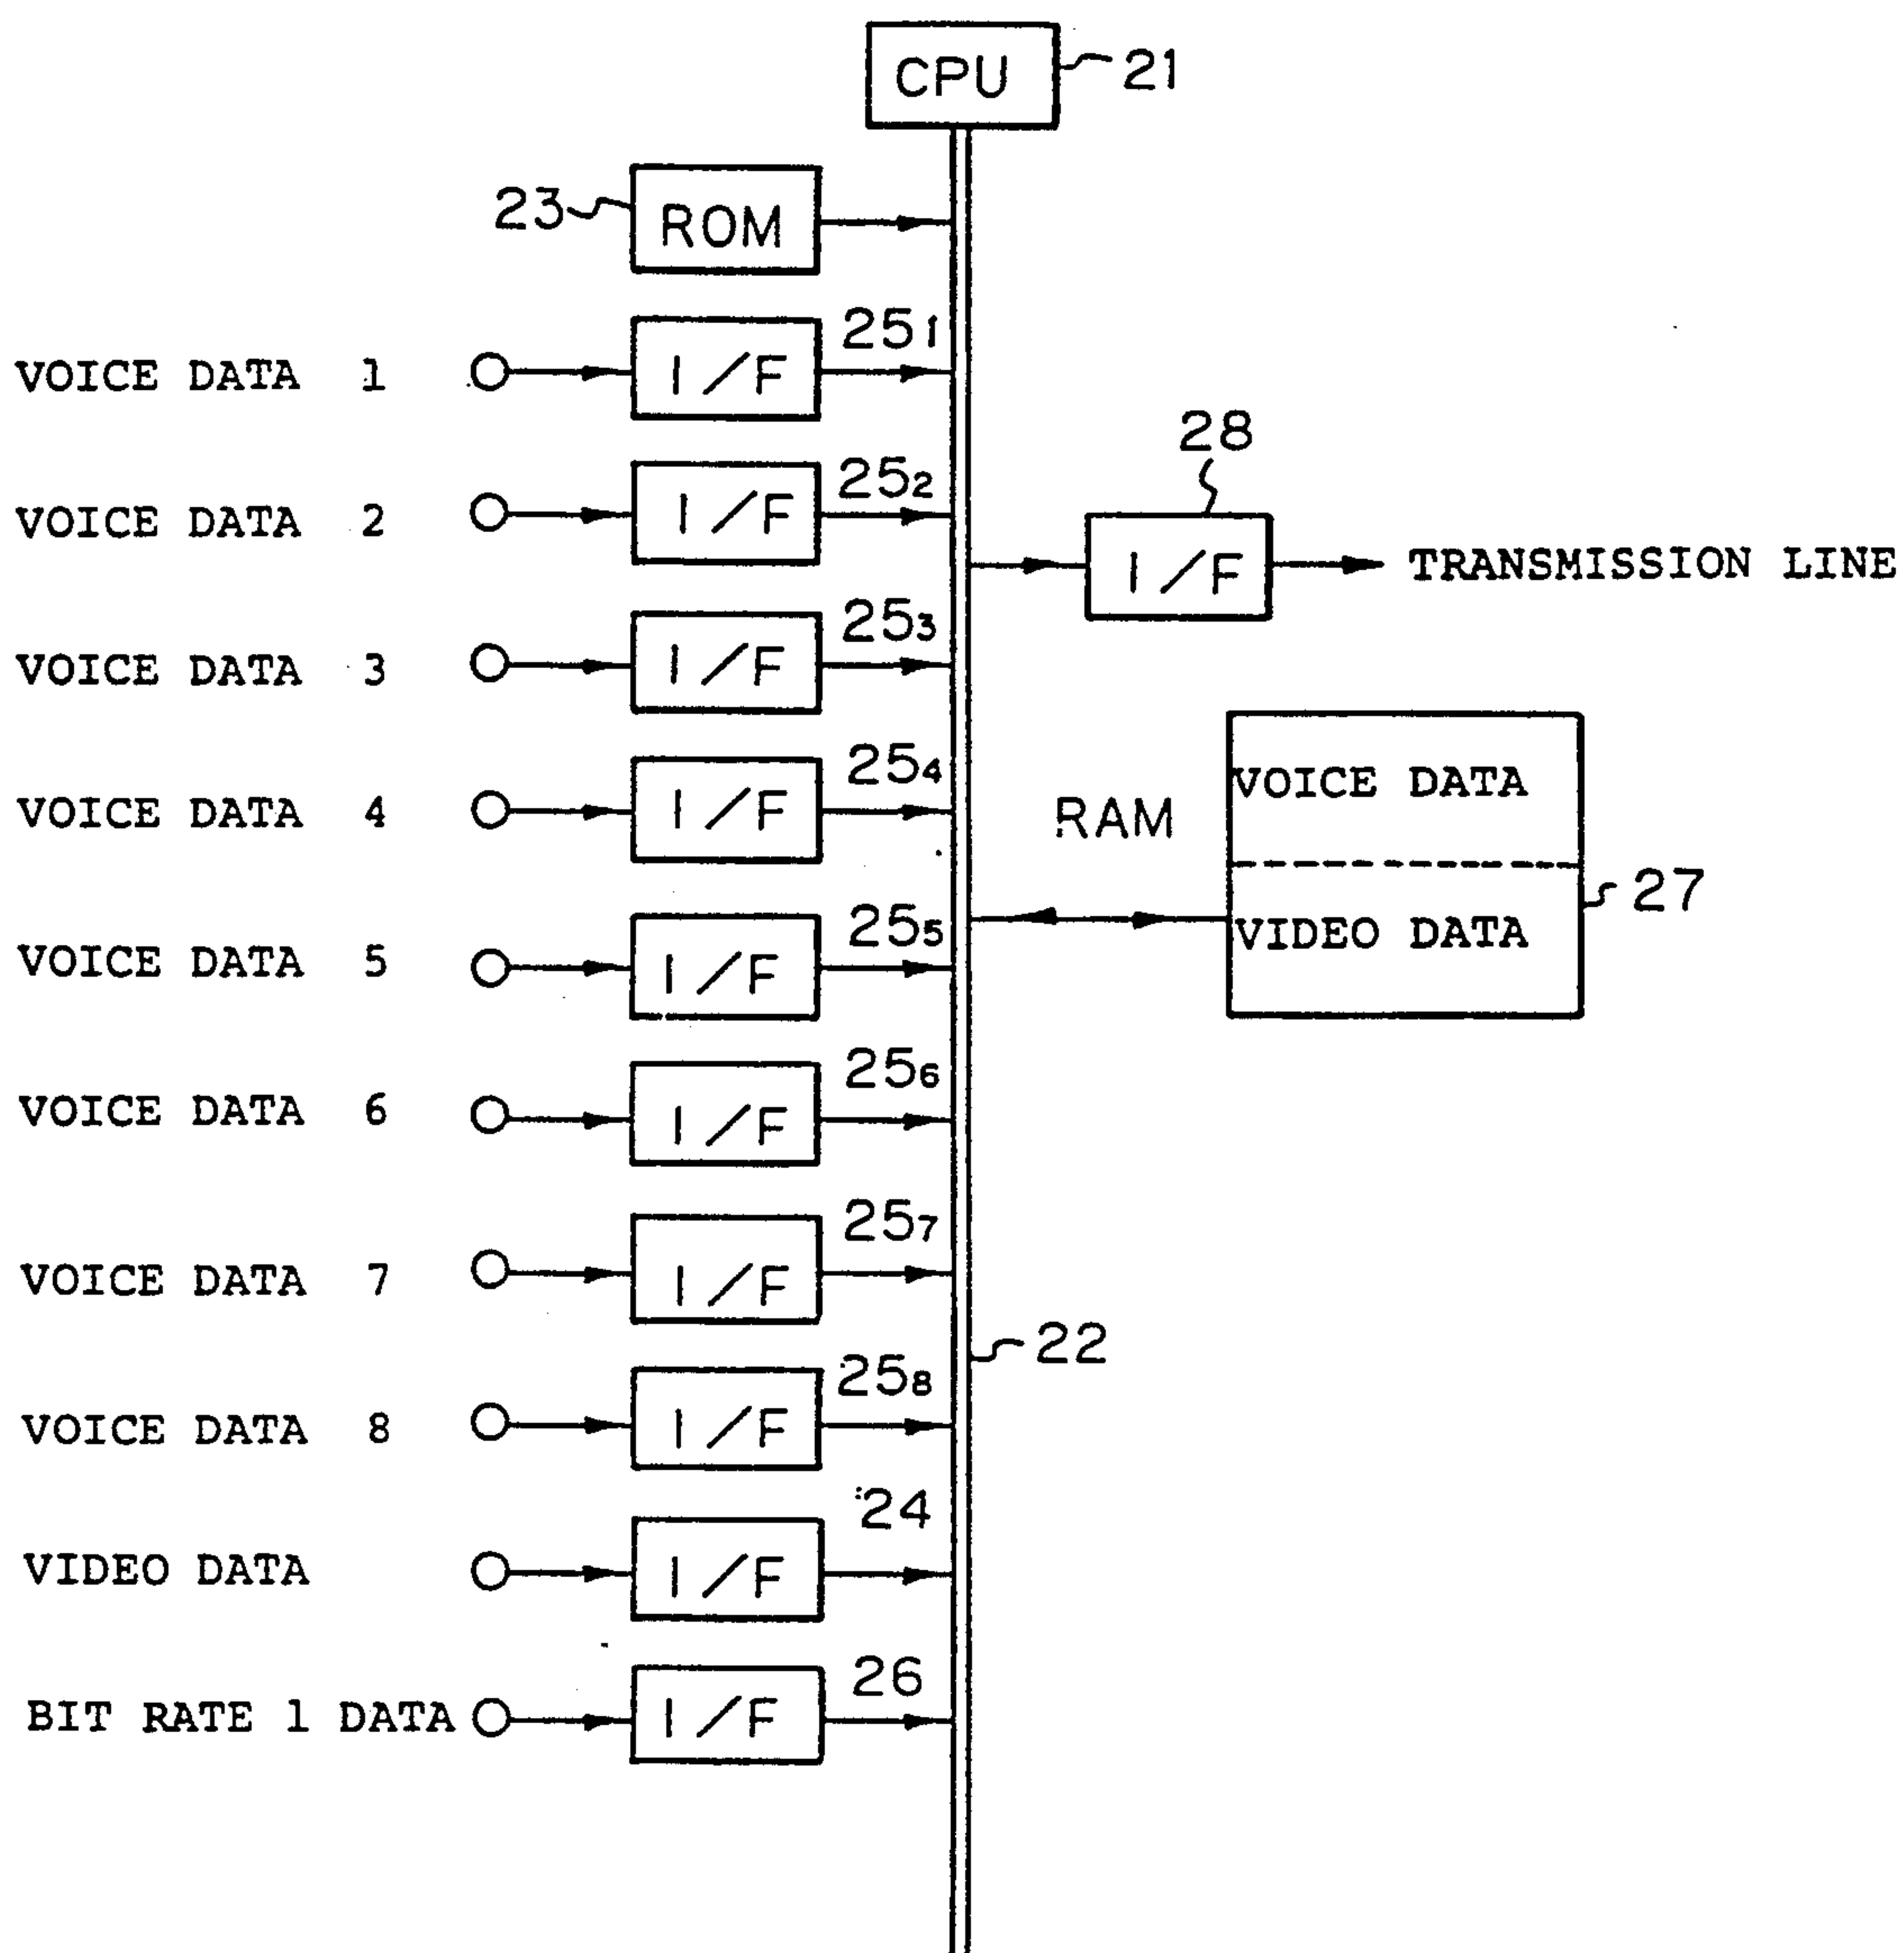 CPU 21
23 ROM
VOICE DATA 1 I/F 25₁
VOICE DATA 2 I/F 25₂
28
I/F TRANSMISSION LINE
VOICE DATA 3 I/F 25₃
VOICE DATA 4 I/F 25₄
RAM VOICE DATA
VIDEO DATA 27
VOICE DATA 5 I/F 25₅
VOICE DATA 6 I/F 25₆
VOICE DATA 7 I/F 25₇
22
VOICE DATA 8 I/F 25₈
VIDEO DATA I/F 24
BIT RATE 1 DATA I/F 26